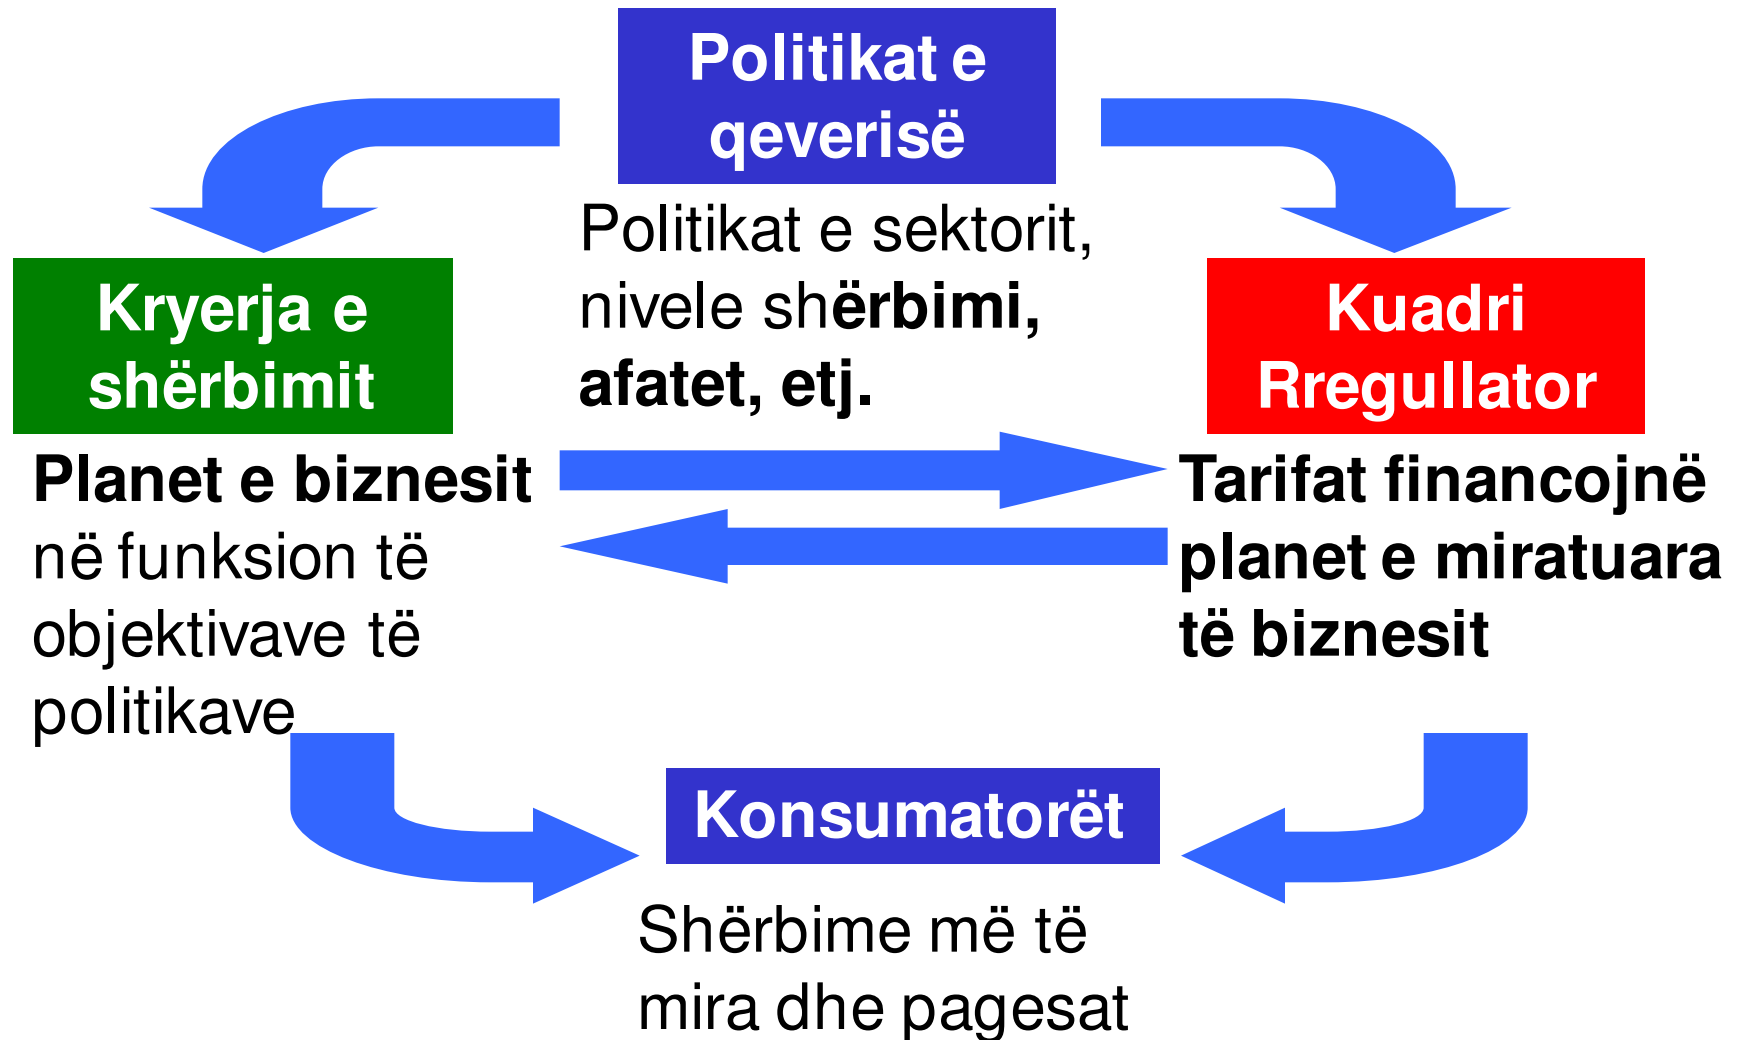 Politikat e
qeverisë
Politikat e sektorit,
nivele shërbimi,
afatet, etj.
Kryerja e
shërbimit
Planet e biznesit
në funksion të
objektivave të
politikave
Kuadri
Rregullator
Tarifat financojnë
planet e miratuara
të biznesit
Konsumatorët
Shërbime më të
mira dhe pagesat